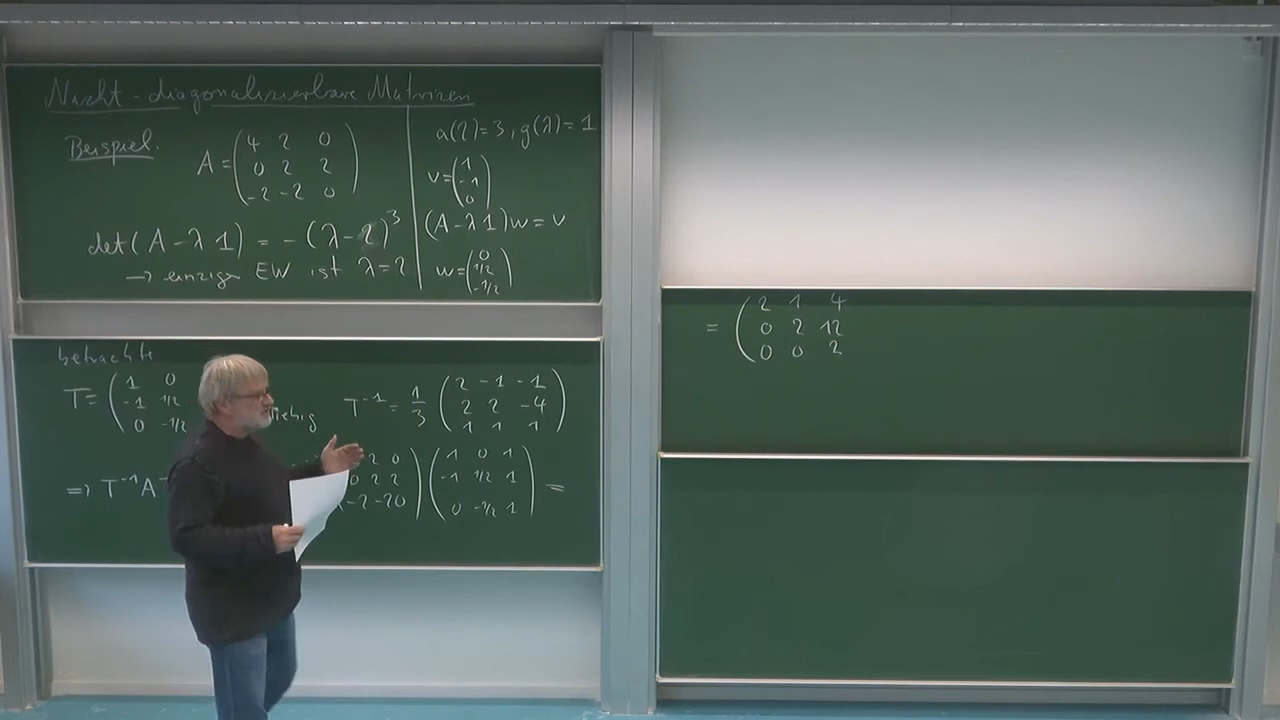 Nicht-diagonalisierbare Matrizen
Beispiel.
A = ( 4 2 0
0 2 2
-2 -2 0 )
det(A - λ1) = -(λ-2)³
→ einziger EW ist λ=2
a(2)=3, g(λ)=1
v = ( 1
-1
0 )
(A-λ1)w = v
w = ( 0
1/2
-1/2 )
betrachte
T = ( 1 0
-1 1/2
0 -1/2
T⁻¹ = 1/3 ( 2 -1 -1
2 2 -4
1 1 1 )
⇒ T⁻¹A
2 0
0 2 2
-2 -2 0 ) ( 1 0 1
-1 1/2 1
0 -1/2 1 ) =
= ( 2 1 4
0 2 12
0 0 2